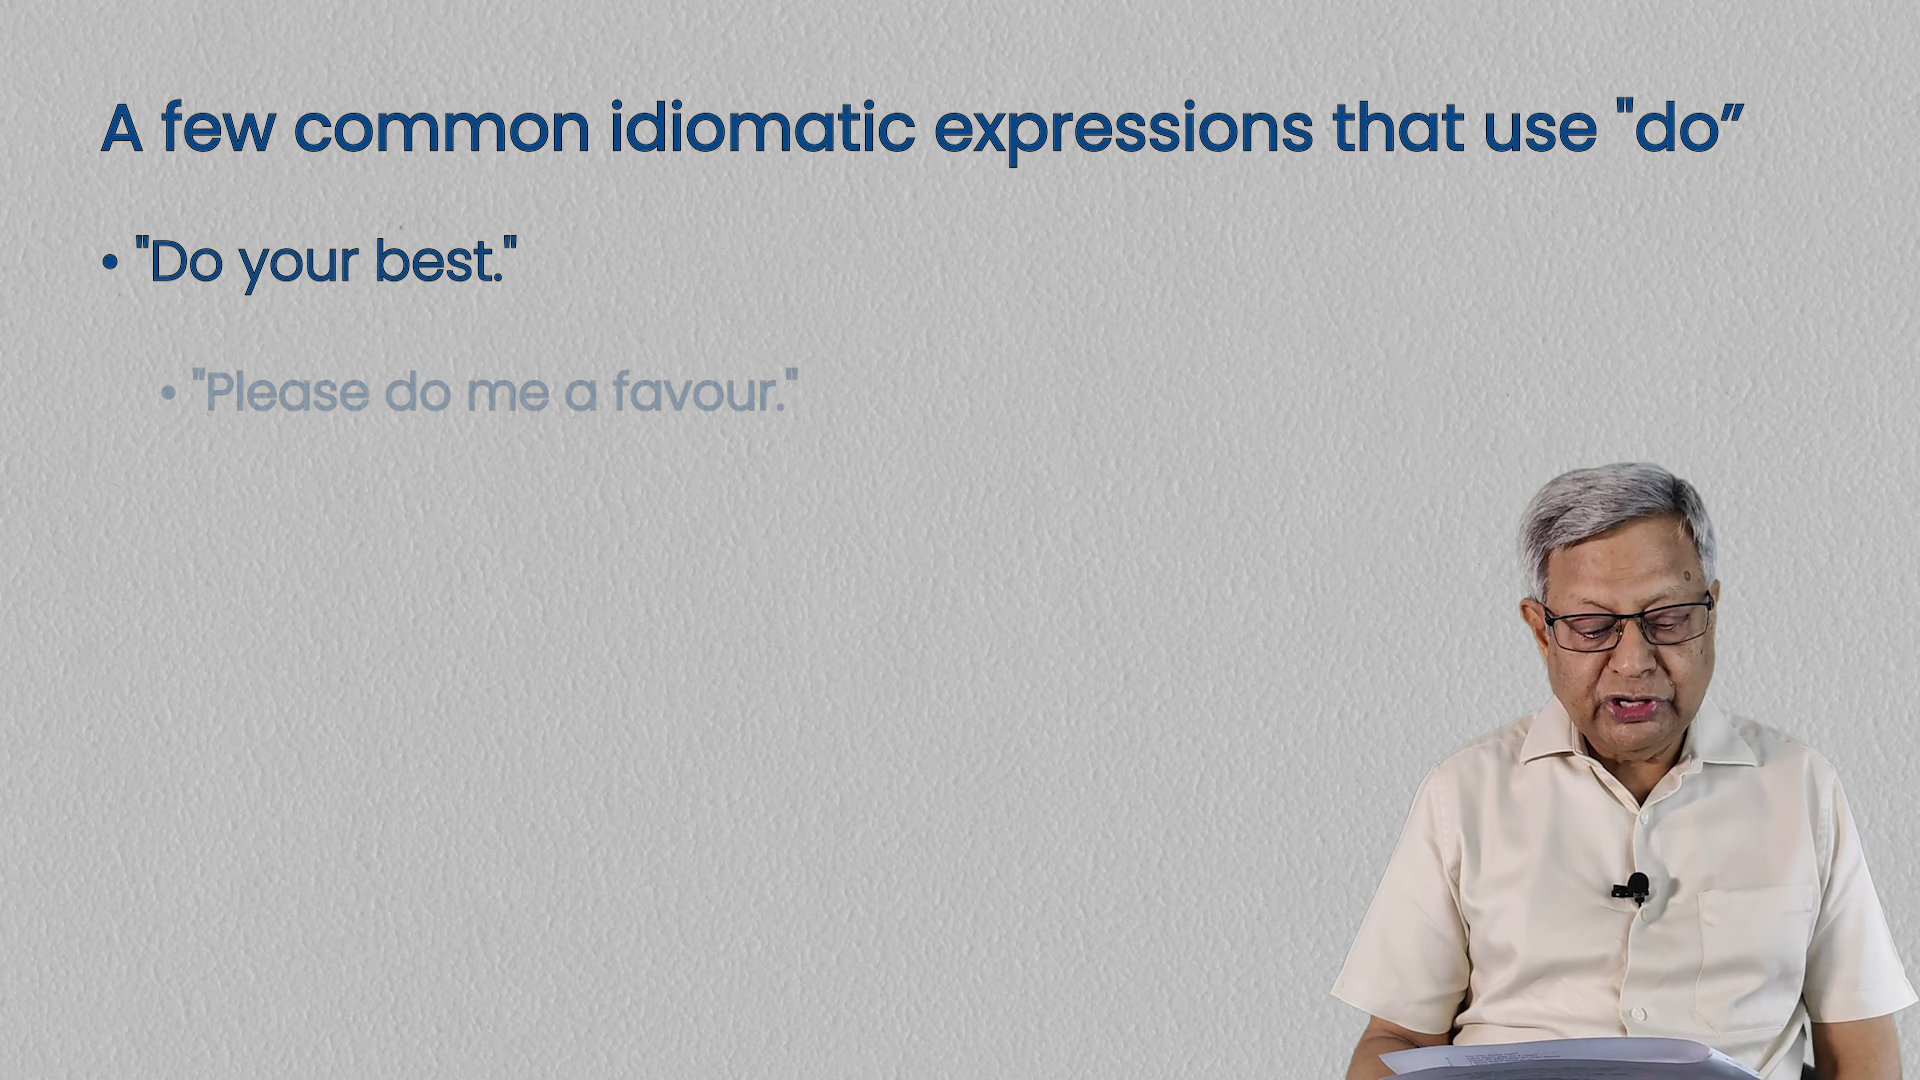 A few common idiomatic expressions that use "do”
• "Do your best."
• "Please do me a favour."